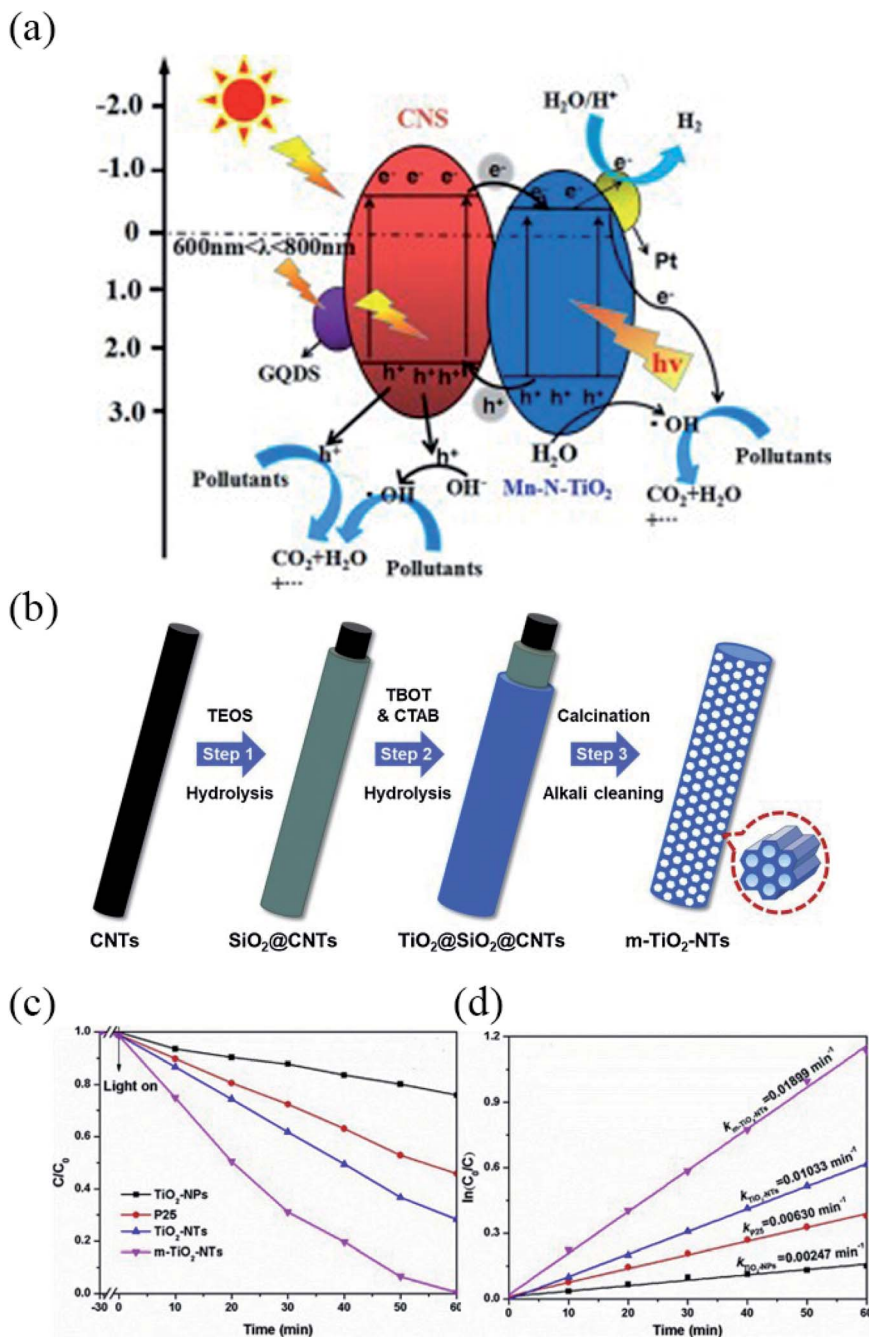 (a)
-2.0
-1.0
0
1.0
2.0
3.0
CNS
H₂O/H⁺
H₂
e⁻
e⁻ e⁻ e⁻
e⁻
e⁻ e⁻
Pt
600nm<λ<800nm
e⁻
GQDS
hν
h⁺ h⁺h⁺
h⁺
h⁺ h⁺ h⁺
h⁺
h⁺
Pollutants
·OH
OH⁻
H₂O
Mn-N-TiO₂
·OH
Pollutants
CO₂+H₂O
+···
CO₂+H₂O
+···
Pollutants
(b)
TEOS
Step 1
Hydrolysis
TBOT
& CTAB
Step 2
Hydrolysis
Calcination
Step 3
Alkali cleaning
CNTs
SiO₂@CNTs
TiO₂@SiO₂@CNTs
m-TiO₂-NTs
(c)
C/C₀
1.0
0.8
0.6
0.4
0.2
0.0
Light on
TiO₂-NPs
P25
TiO₂-NTs
m-TiO₂-NTs
-30 0 10 20 30 40 50 60
Time (min)
(d)
ln(C₀/C)
1.2
0.9
0.6
0.3
0.0
k m-TiO₂-NTs =0.01899 min⁻¹
k TiO₂-NTs =0.01033 min⁻¹
k P25 =0.00630 min⁻¹
k TiO₂-NPs =0.00247 min⁻¹
0 10 20 30 40 50 60
Time (min)